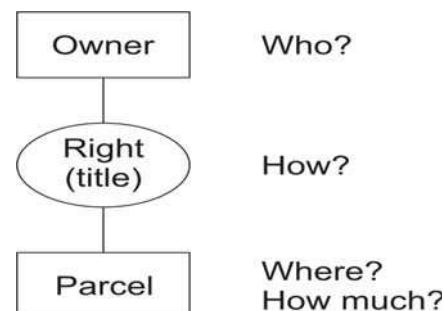 Owner Who?
Right
(title)
How?
Parcel
Where?
How much?